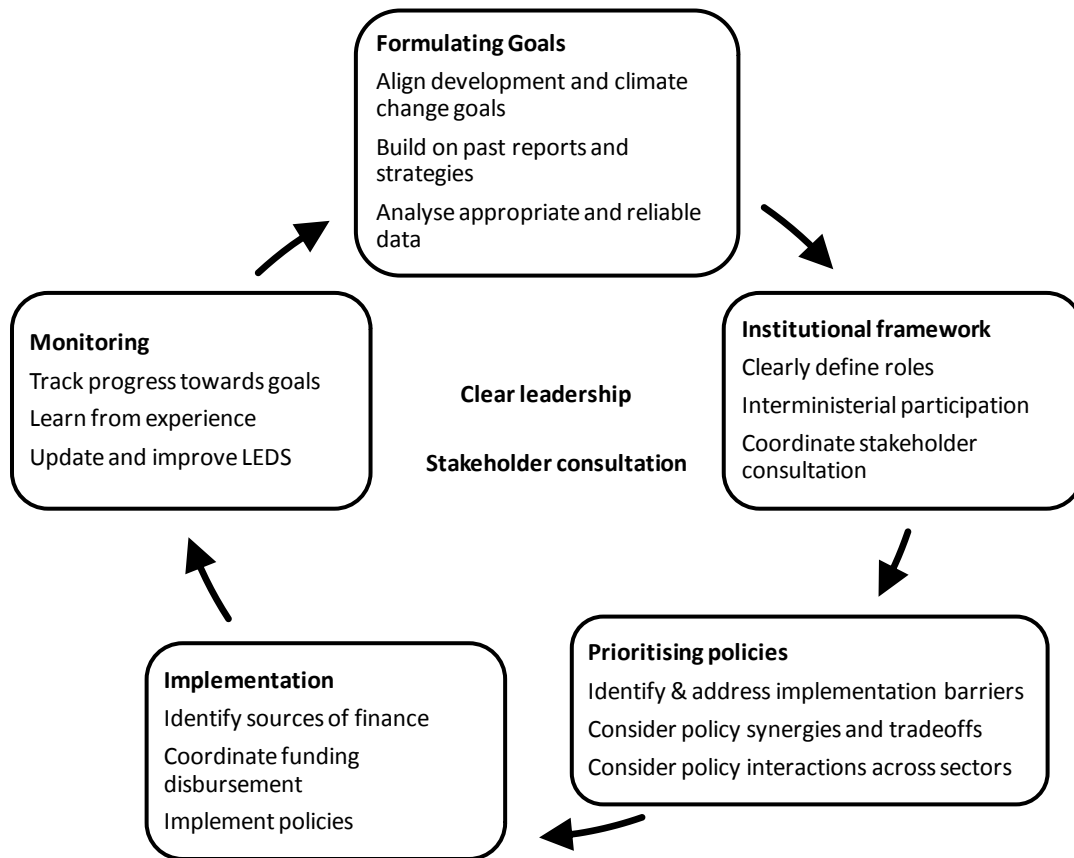 Formulating Goals
Align development and climate
change goals
Build on past reports and
strategies
Analyse appropriate and reliable
data
Institutional framework
Clearly define roles
Interministerial participation
Coordinate stakeholder
consultation
Prioritising policies
Identify & address implementation barriers
Consider policy synergies and tradeoffs
Consider policy interactions across sectors
Implementation
Identify sources of finance
Coordinate funding
disbursement
Implement policies
Monitoring
Track progress towards goals
Learn from experience
Update and improve LEDS
Clear leadership
Stakeholder consultation